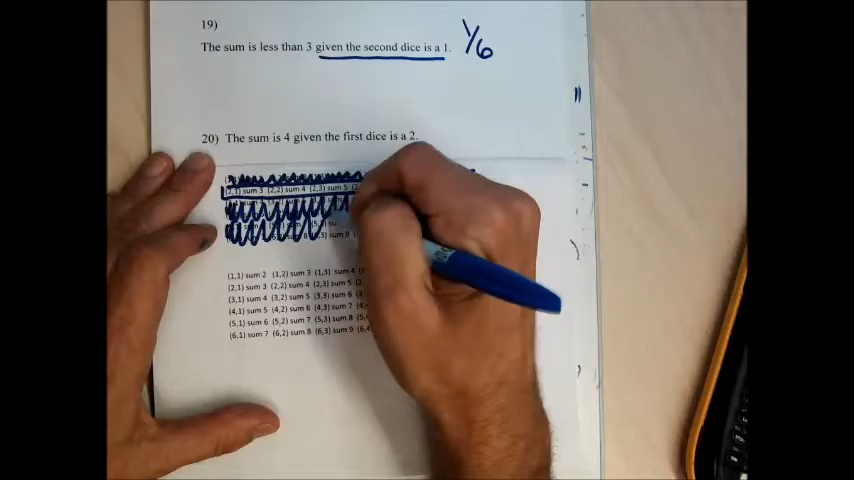 19)
The sum is less than 3 given the second dice is a 1. 1/6
20) The sum is 4 given the first dice is a 2.
(2,1) sum 3 (2,2) sum 4 (2,3) sum 5
sum 9
(1,1) sum 2 (1,2) sum 3 (1,3) sum 4
(2,1) sum 3 (2,2) sum 4 (2,3) sum 5
(3,1) sum 4 (3,2) sum 5 (3,3) sum 6
(4,1) sum 5 (4,2) sum 6 (4,3) sum 7
(5,1) sum 6 (5,2) sum 7 (5,3) sum 8
(6,1) sum 7 (6,2) sum 8 (6,3) sum 9